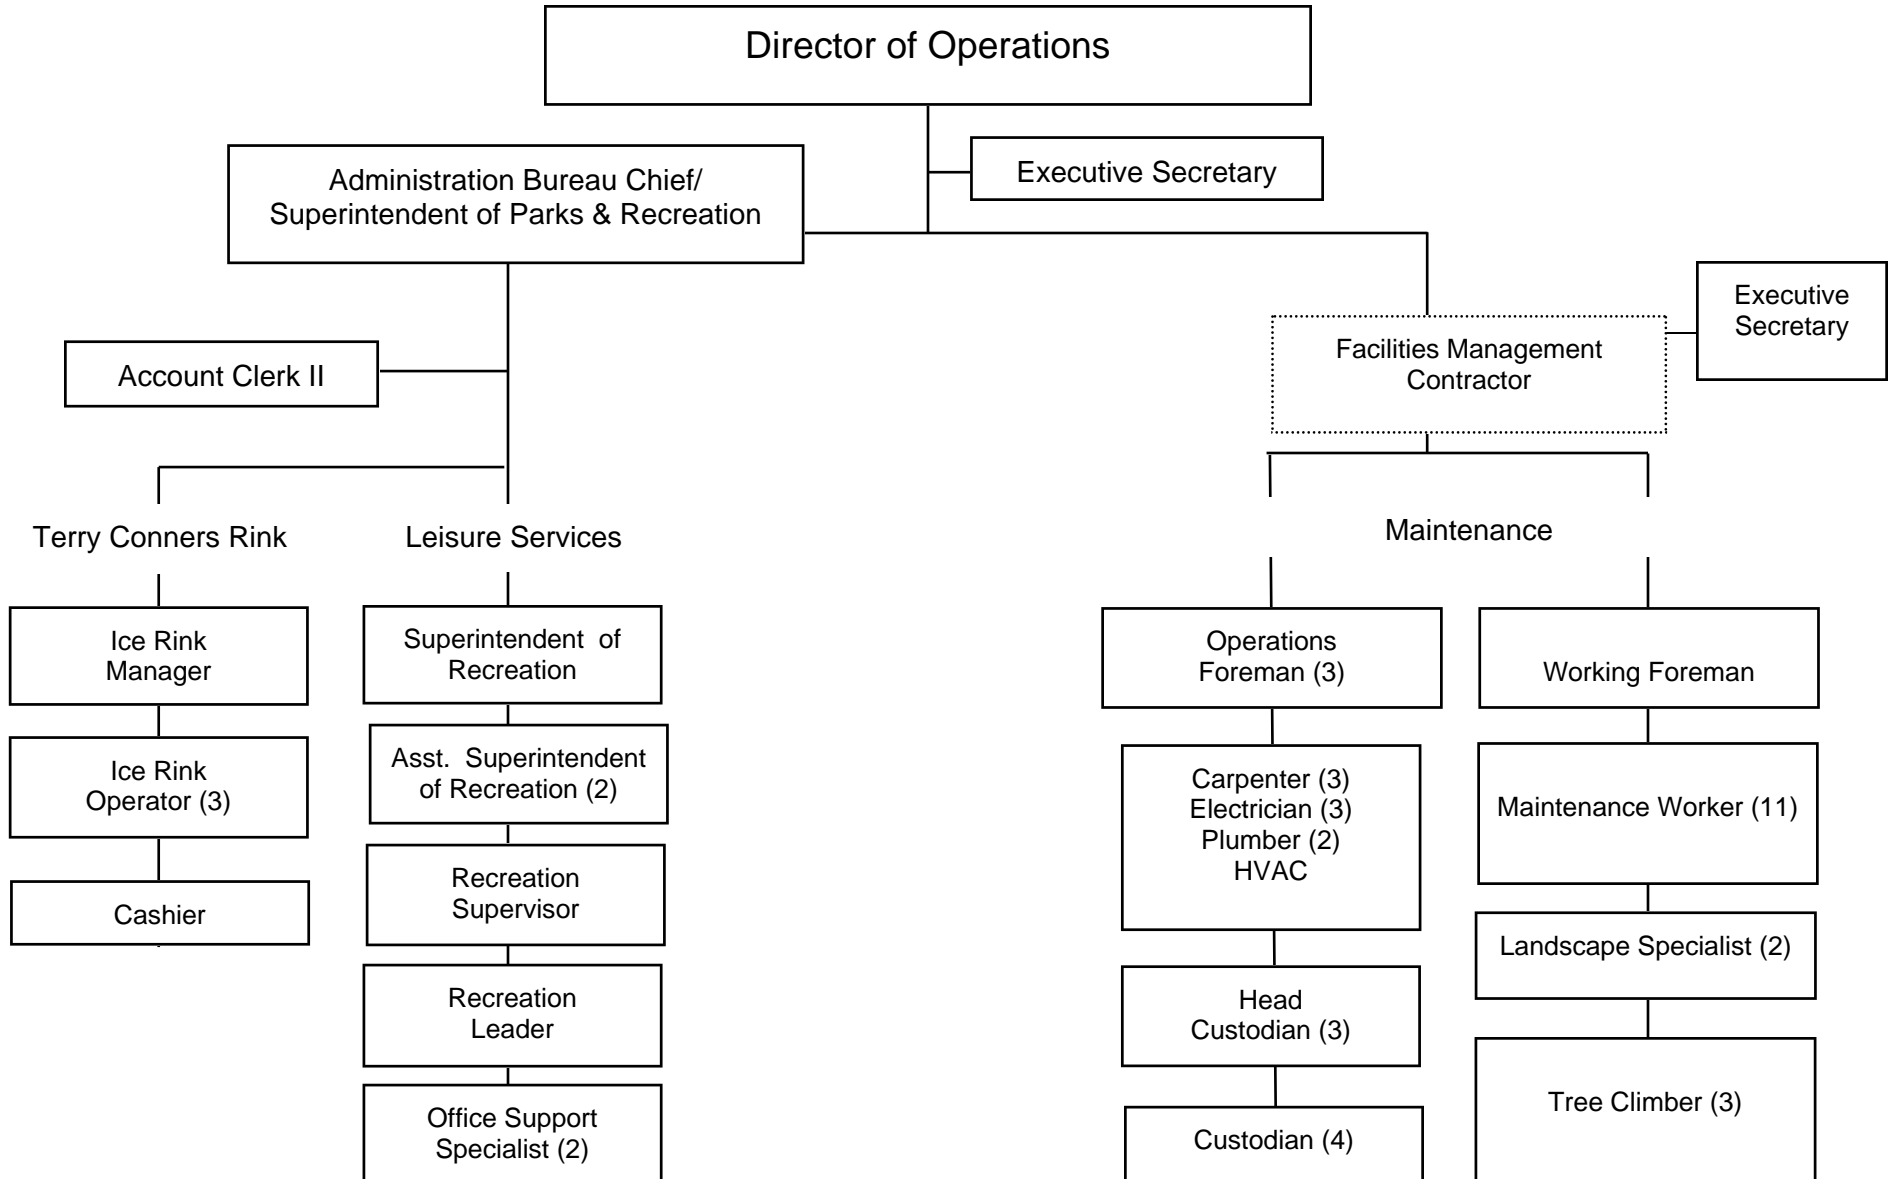 Director of Operations
Administration Bureau Chief/
Superintendent of Parks & Recreation
Executive Secretary
Executive
Secretary
Facilities Management
Contractor
Account Clerk II
Terry Conners Rink
Leisure Services
Maintenance
Ice Rink
Manager
Ice Rink
Operator (3)
Cashier
Superintendent of
Recreation
Asst. Superintendent
of Recreation (2)
Recreation
Supervisor
Recreation
Leader
Office Support
Specialist (2)
Operations
Foreman (3)
Carpenter (3)
Electrician (3)
Plumber (2)
HVAC
Head
Custodian (3)
Custodian (4)
Working Foreman
Maintenance Worker (11)
Landscape Specialist (2)
Tree Climber (3)